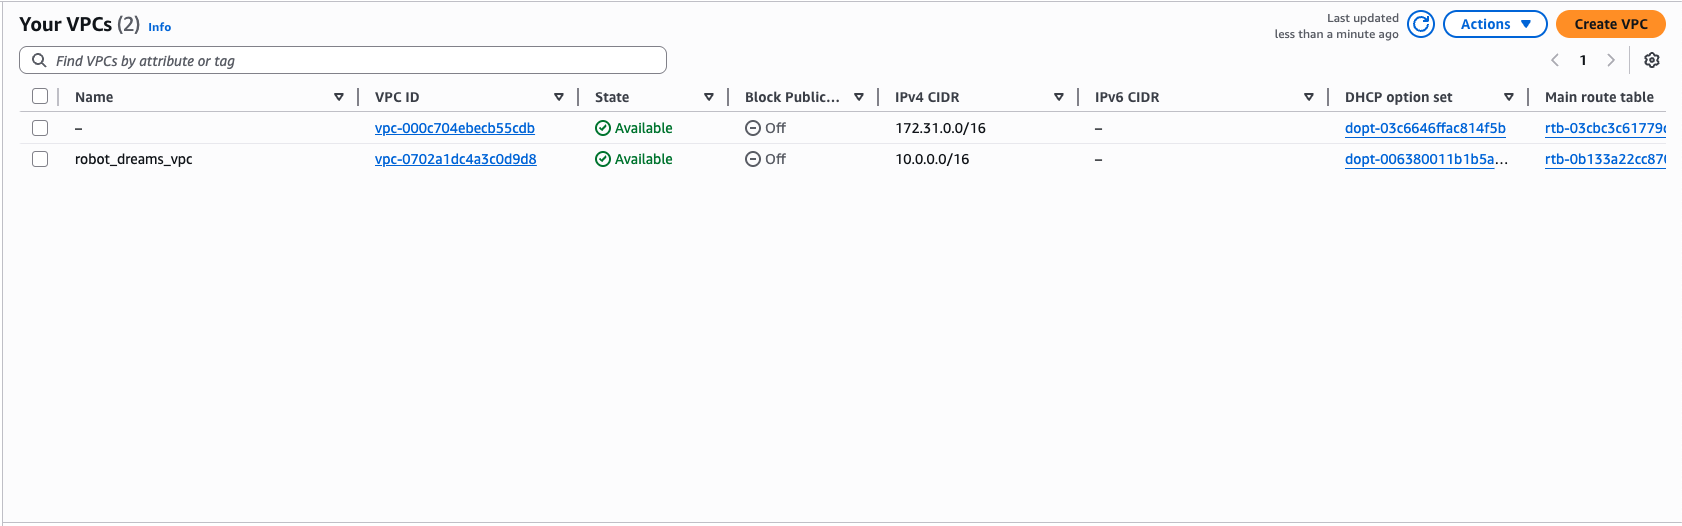 Your VPCs (2) Info
Last updated
less than a minute ago
Actions
Create VPC
Find VPCs by attribute or tag
1
Name VPC ID State Block Public... IPv4 CIDR IPv6 CIDR DHCP option set Main route table
– vpc-000c704ebecb55cdb Available Off 172.31.0.0/16 – dopt-03c6646ffac814f5b rtb-03cbc3c61779
robot_dreams_vpc vpc-0702a1dc4a3c0d9d8 Available Off 10.0.0.0/16 – dopt-006380011b1b5a... rtb-0b133a22cc87